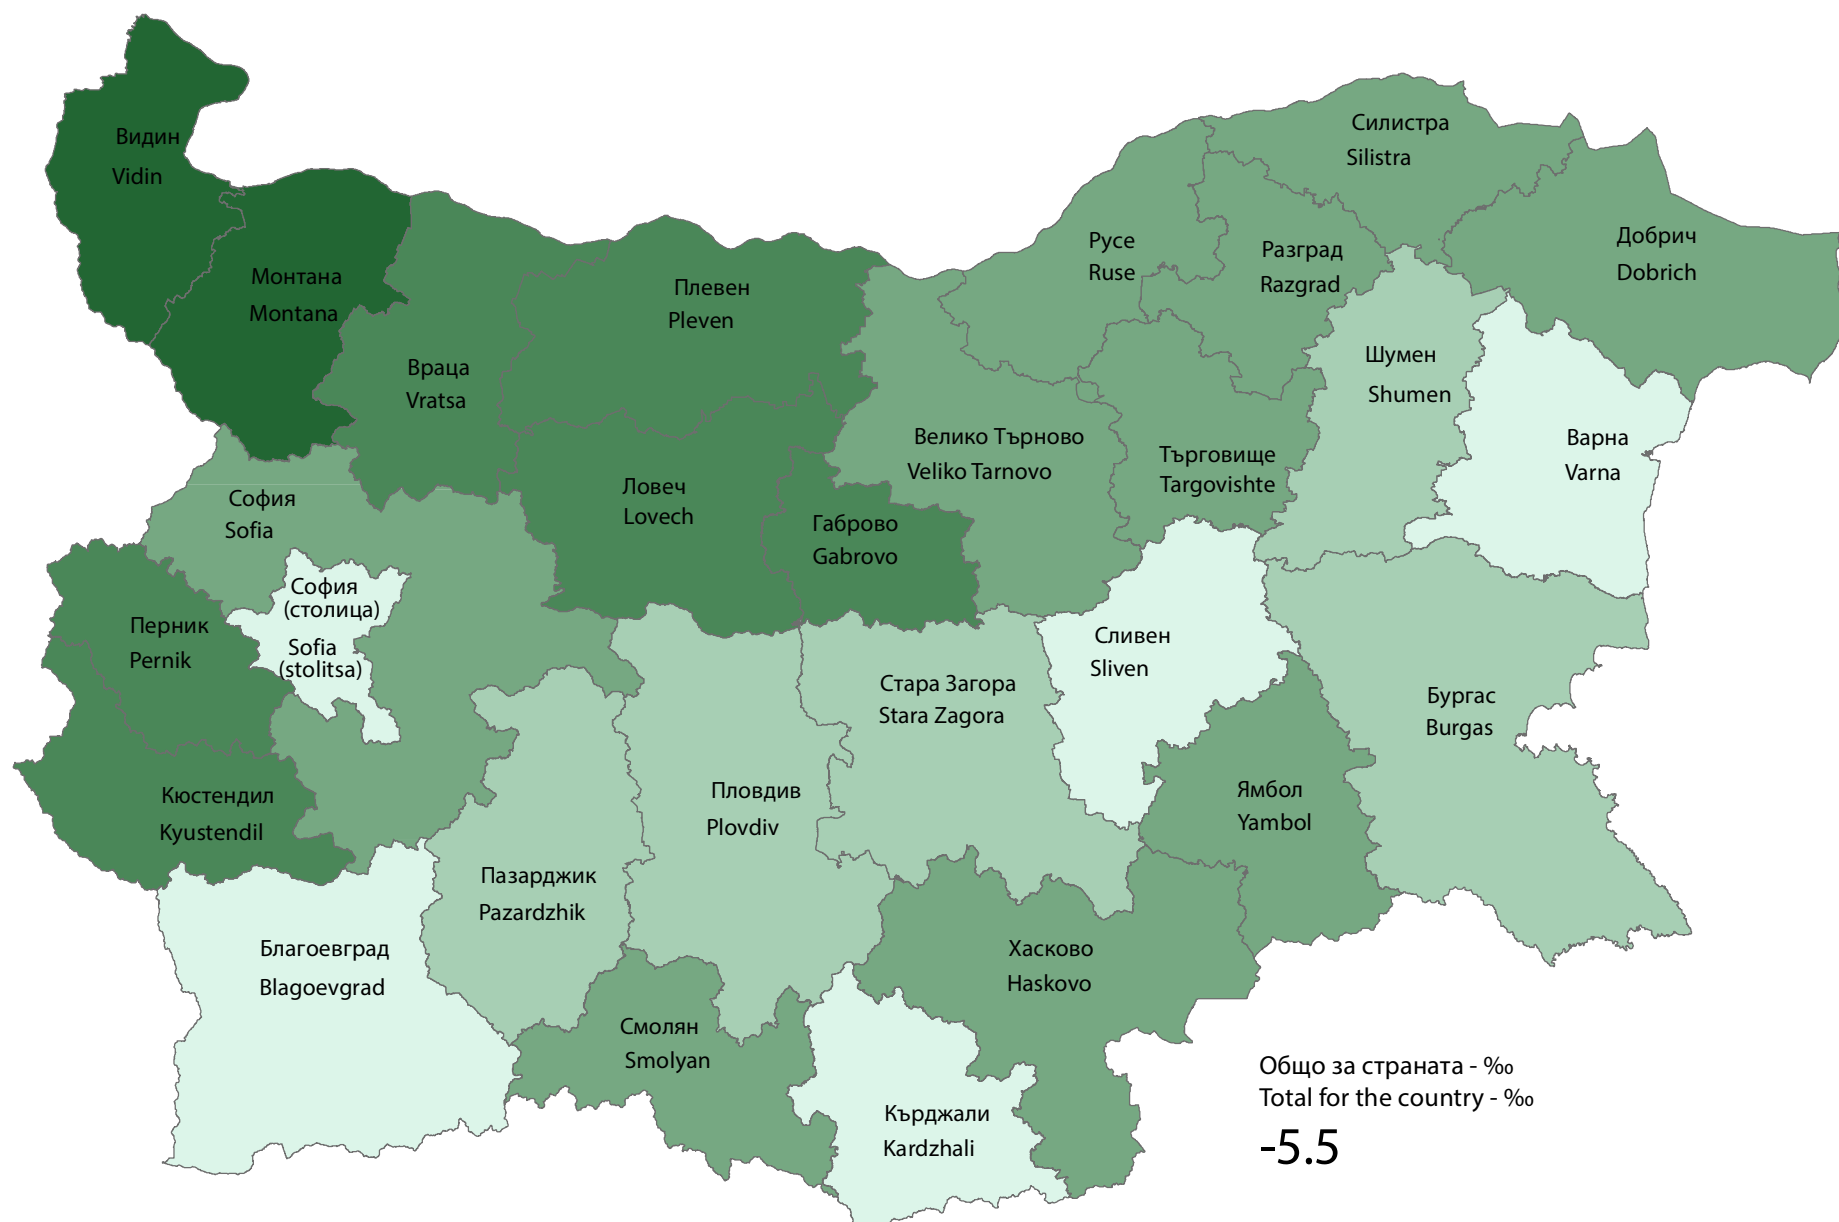 Видин
Vidin
Монтана
Montana
Враца
Vratsa
Плевен
Pleven
Ловеч
Lovech
Габрово
Gabrovo
Велико Търново
Veliko Tarnovo
Русе
Ruse
Силистра
Silistra
Разград
Razgrad
Добрич
Dobrich
Шумен
Shumen
Търговище
Targovishte
Варна
Varna
София
Sofia
София
(столица)
Sofia
(stolitsa)
Перник
Pernik
Кюстендил
Kyustendil
Благоевград
Blagoevgrad
Пазарджик
Pazardzhik
Пловдив
Plovdiv
Стара Загора
Stara Zagora
Сливен
Sliven
Ямбол
Yambol
Бургас
Burgas
Хасково
Haskovo
Смолян
Smolyan
Кърджали
Kardzhali
Общо за страната - ‰
Total for the country - ‰
-5.5